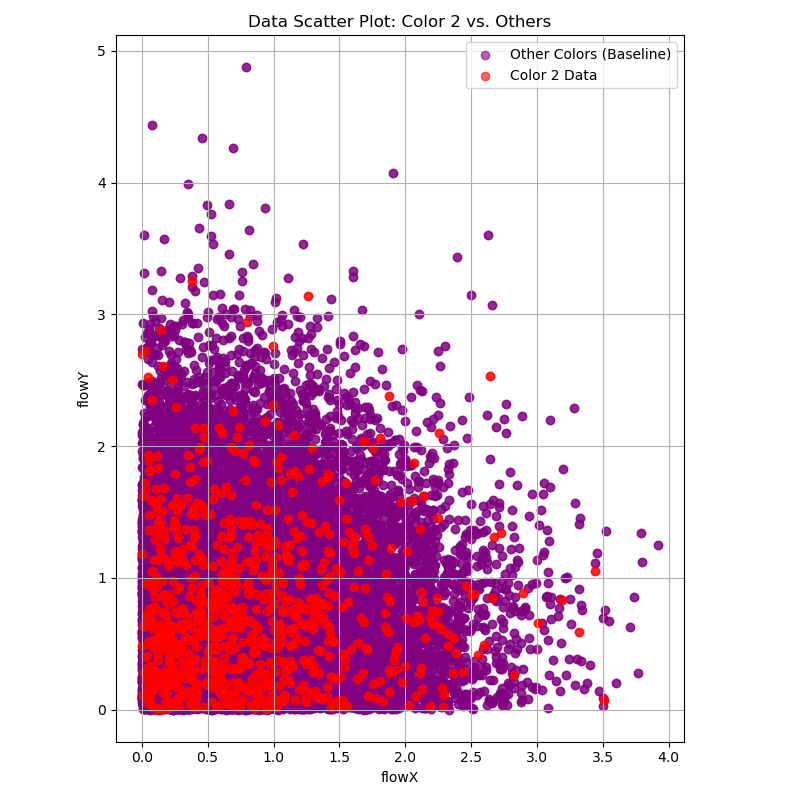 Data Scatter Plot: Color 2 vs. Others
Other Colors (Baseline)
Color 2 Data
5
4
3
2
1
0
flowY
0.0 0.5 1.0 1.5 2.0 2.5 3.0 3.5 4.0
flowX